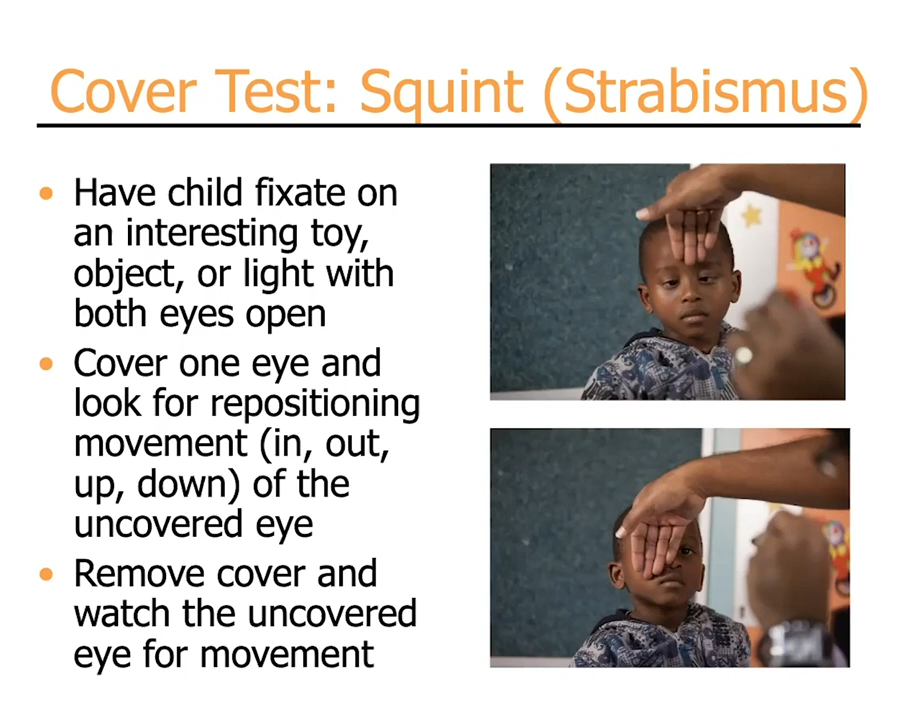 Cover Test: Squint (Strabismus)
• Have child fixate on
an interesting toy,
object, or light with
both eyes open
• Cover one eye and
look for repositioning
movement (in, out,
up, down) of the
uncovered eye
• Remove cover and
watch the uncovered
eye for movement